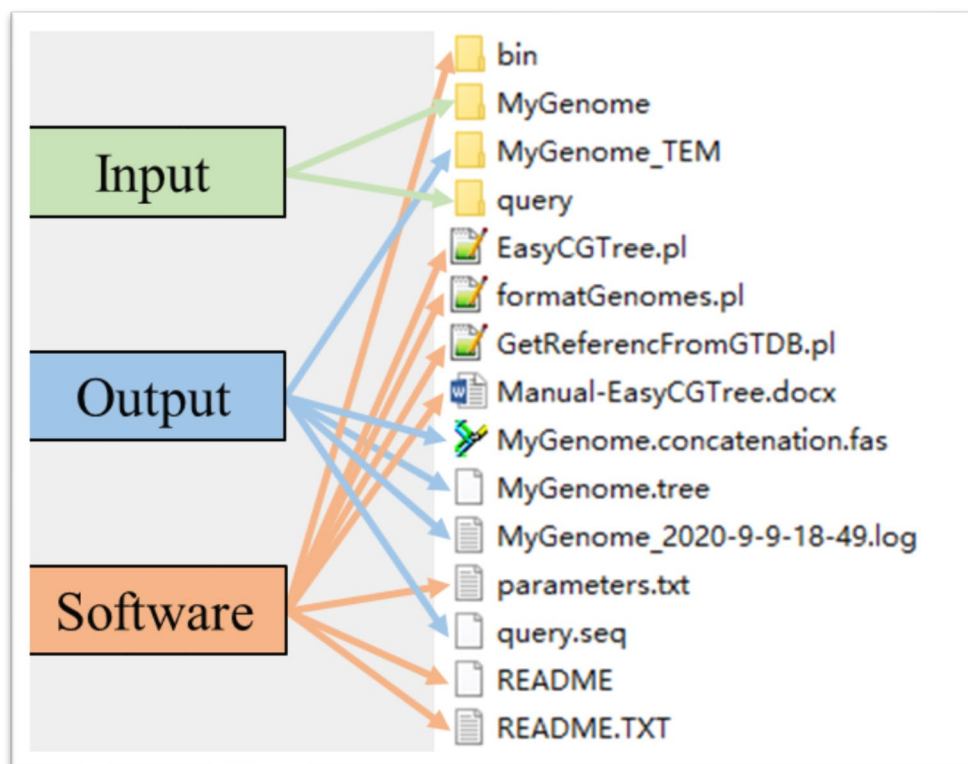 Input
Output
Software
bin
MyGenome
MyGenome_TEM
query
EasyCGTree.pl
formatGenomes.pl
GetReferencFromGTDB.pl
Manual-EasyCGTree.docx
MyGenome.concatenation.fas
MyGenome.tree
MyGenome_2020-9-9-18-49.log
parameters.txt
query.seq
README
README.TXT